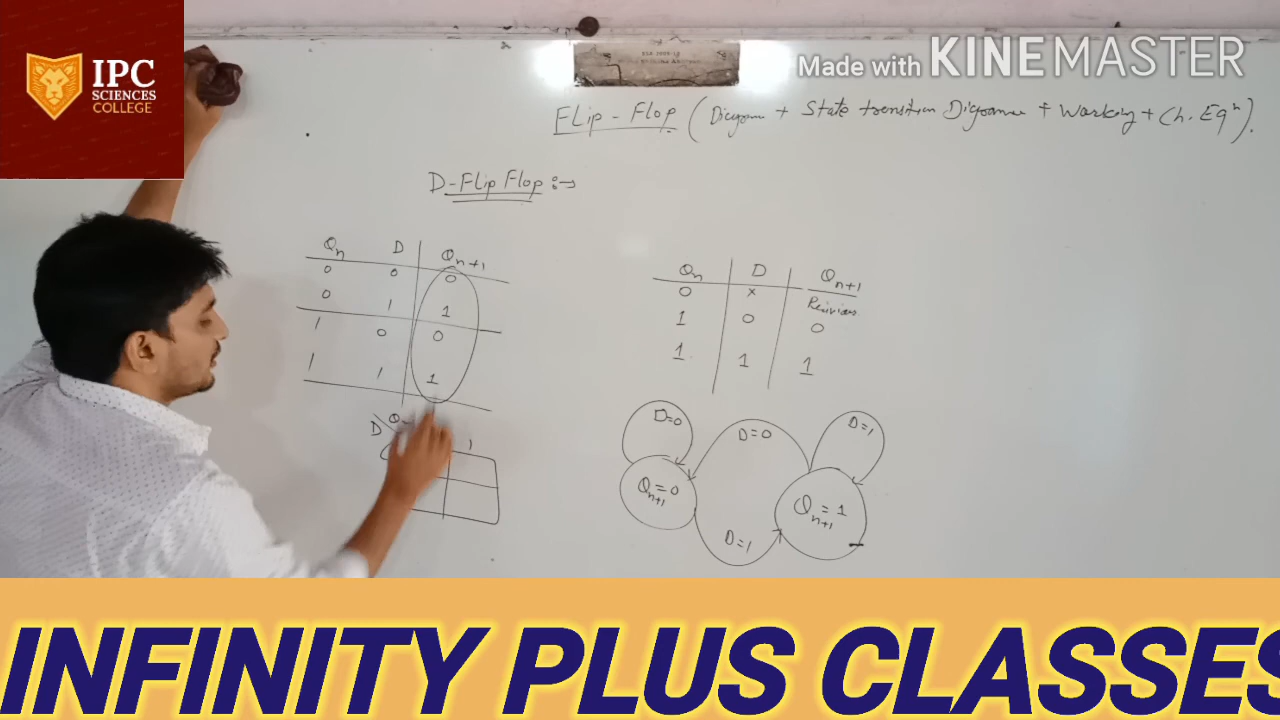 IPC
SCIENCES
COLLEGE
Made with KINEMASTER
Flip-Flop (Diagram + State transition Diagram + Working + Ch. Eqⁿ).
D-Flip Flop :→
Qn D Qn+1
0 0 0
0 1 1
1 0 0
1 1 1
D Q
1
Qn D Qn+1
0 x
1 0 0
1 1 1
D=0 D=0 D=1
Qn+1=0 Qn+1=1
D=1
INFINITY PLUS CLASSES